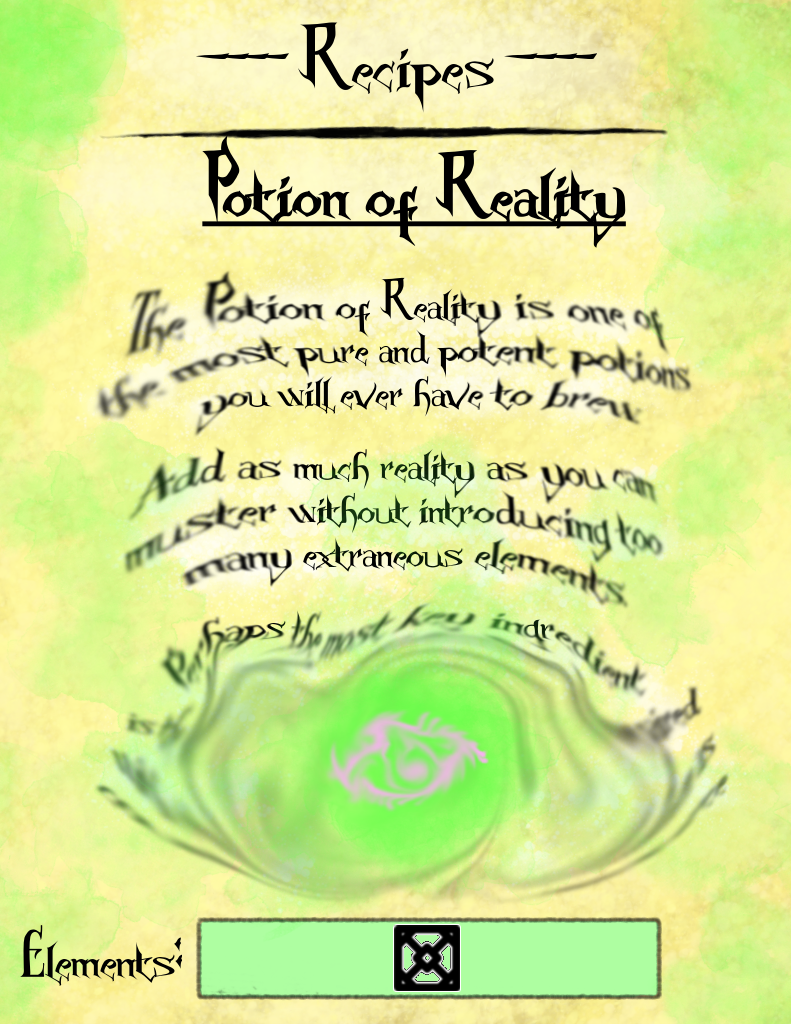 Recipes
Potion of Reality
The Potion of Reality is one of
the most pure and potent potions
you will ever have to brew
Add as much reality as you can
muster without introducing too
many extraneous elements.
Perhaps the most key ingredient,
is
Elements: